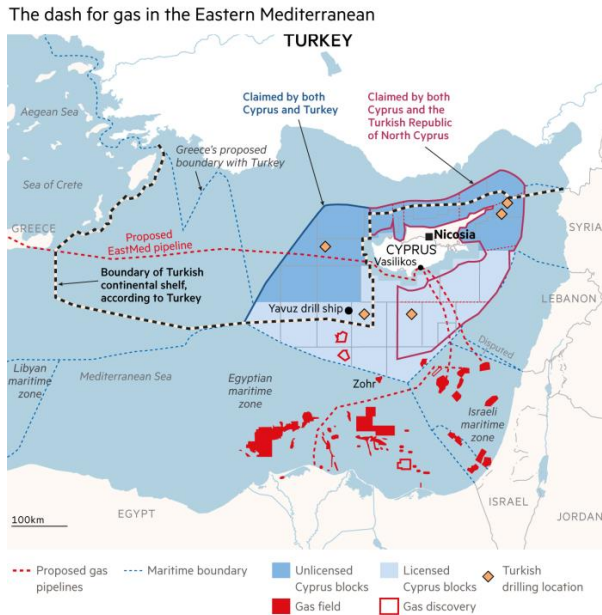 The dash for gas in the Eastern Mediterranean
TURKEY
Claimed by both
Cyprus and Turkey
Claimed by both
Cyprus and the
Turkish Republic
of North Cyprus
Aegean Sea
Greece's proposed
boundary with Turkey
Sea of Crete
GREECE
Proposed
EastMed pipeline
Nicosia
CYPRUS
Vasilikos
SYRIA
Boundary of Turkish
continental shelf,
according to Turkey
LEBANON
Yavuz drill ship
Disputed
Libyan
maritime
zone
Mediterranean Sea
Egyptian
maritime
zone
Zohr
Israeli
maritime
zone
100km
EGYPT
ISRAEL
JORDAN
Proposed gas
pipelines
Maritime boundary
Unlicensed
Cyprus blocks
Licensed
Cyprus blocks
Turkish
drilling location
Gas field
Gas discovery